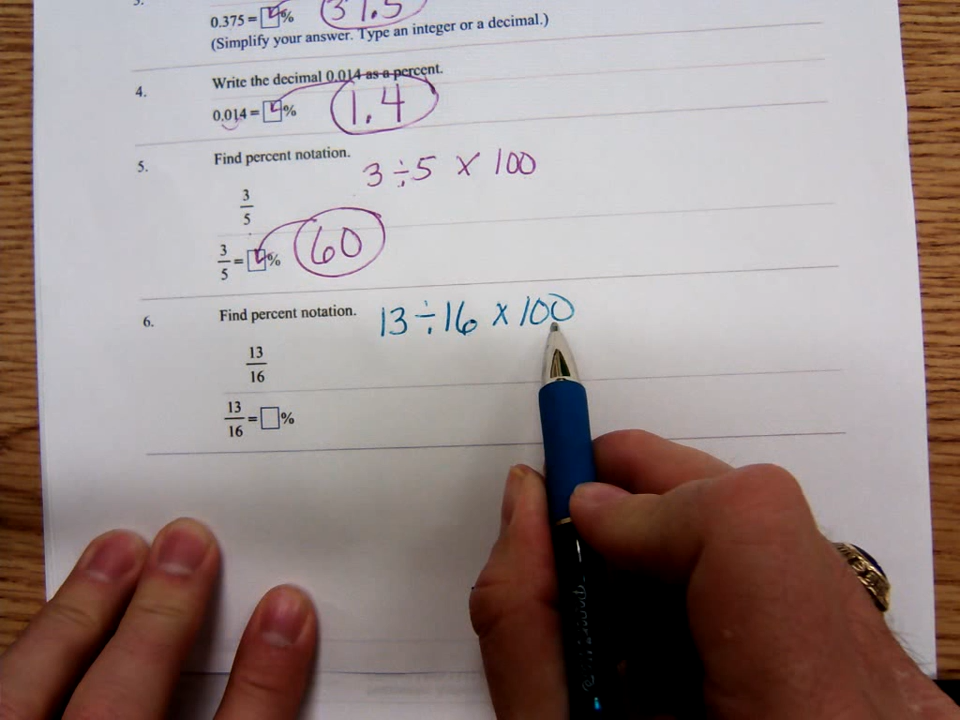 0.375 = % 37.5
(Simplify your answer. Type an integer or a decimal.)
4. Write the decimal 0.014 as a percent.
0.014 = % 1.4
5. Find percent notation. 3 ÷ 5 × 100
3
5
3
5 = % 60
6. Find percent notation. 13 ÷ 16 × 100
13
16
13
16 = %